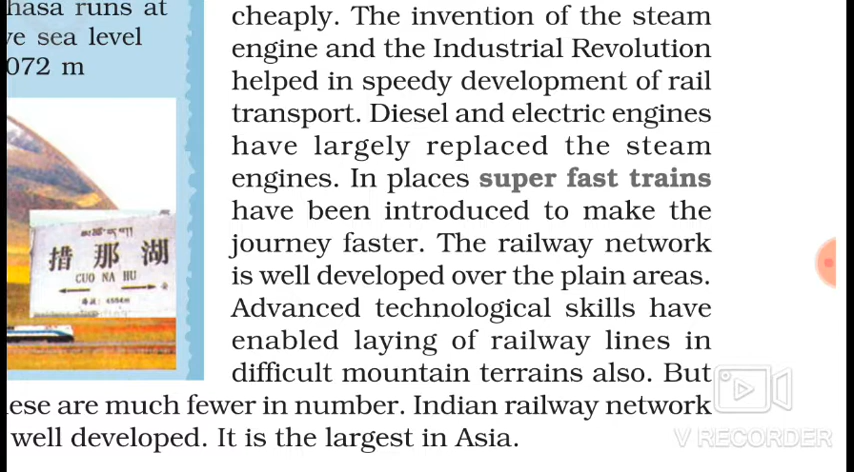 hasa runs at
ve sea level
072 m
cheaply. The invention of the steam
engine and the Industrial Revolution
helped in speedy development of rail
transport. Diesel and electric engines
have largely replaced the steam
engines. In places super fast trains
have been introduced to make the
journey faster. The railway network
is well developed over the plain areas.
Advanced technological skills have
enabled laying of railway lines in
difficult mountain terrains also. But
ese are much fewer in number. Indian railway network
well developed. It is the largest in Asia.
措那湖
CUO NA HU
V RECORDER